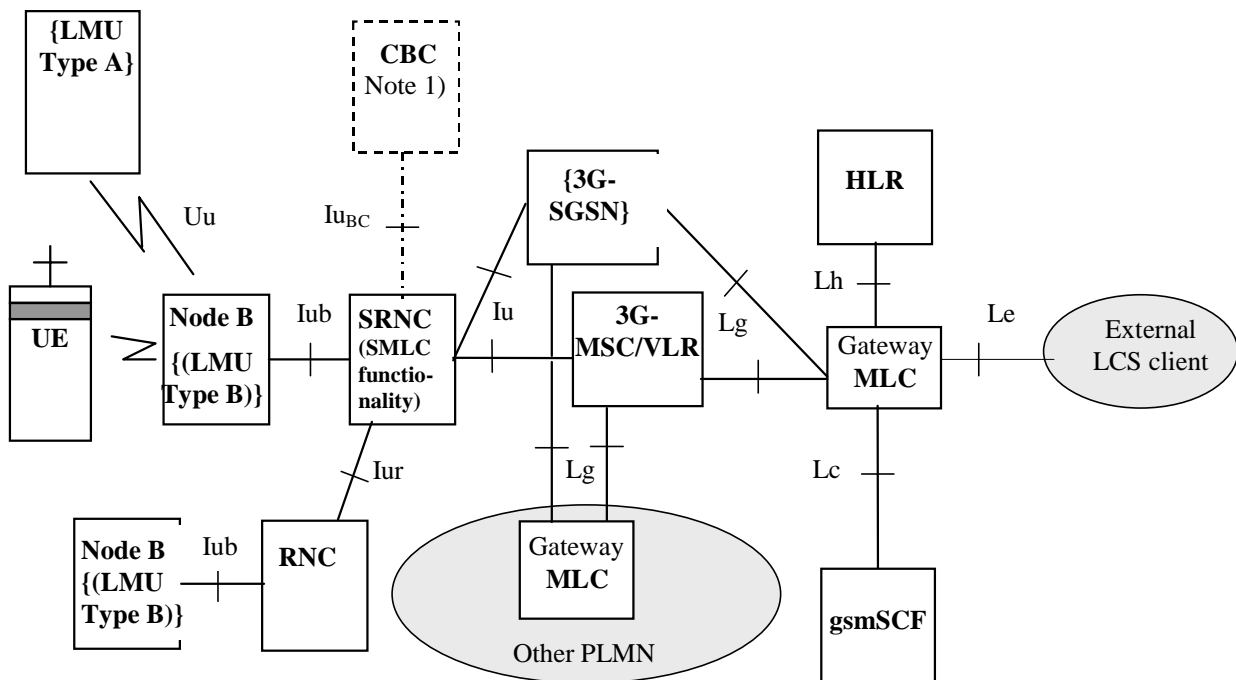 {LMU
Type A}
CBC
Note 1)
Uu
Iu_BC
{3G-
SGSN}
HLR
Lh
Le
External
LCS client
UE
Node B
{(LMU
Type B)}
Iub
SRNC
(SMLC
functio-
nality)
Iu
3G-
MSC/VLR
Lg
Gateway
MLC
Iur
Lg
Lc
Node B
{(LMU
Type B)}
Iub
RNC
Gateway
MLC
Other PLMN
gsmSCF